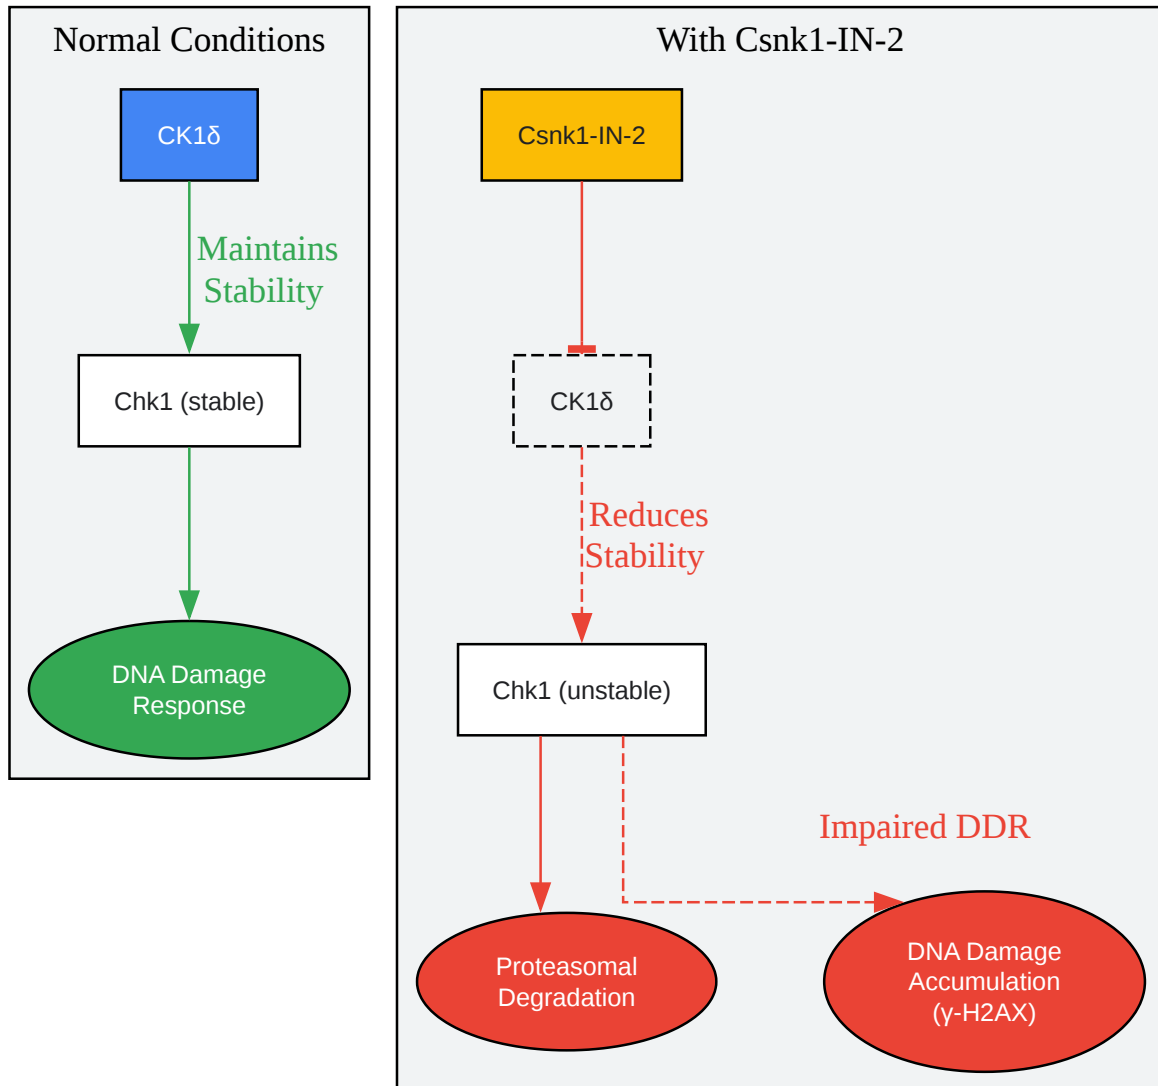 Normal Conditions
CK1δ
Maintains
Stability
Chk1 (stable)
DNA Damage
Response
With Csnk1-IN-2
Csnk1-IN-2
CK1δ
Reduces
Stability
Chk1 (unstable)
Impaired DDR
Proteasomal
Degradation
DNA Damage
Accumulation
(γ-H2AX)